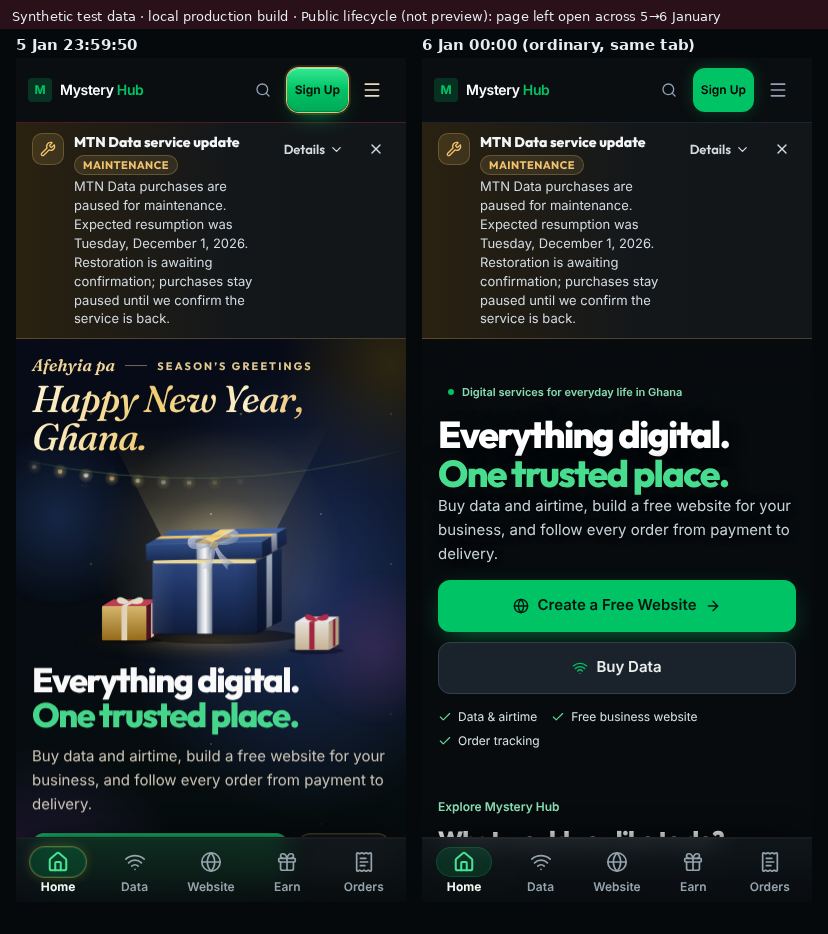 Synthetic test data · local production build · Public lifecycle (not preview): page left open across 5→6 January
5 Jan 23:59:50
M
Mystery Hub
Sign Up
MTN Data service update
Details
MAINTENANCE
MTN Data purchases are
paused for maintenance.
Expected resumption was
Tuesday, December 1, 2026.
Restoration is awaiting
confirmation; purchases stay
paused until we confirm the
service is back.
Afehyia pa — SEASON'S GREETINGS
Happy New Year,
Ghana.
Everything digital.
One trusted place.
Buy data and airtime, build a free website for your
business, and follow every order from payment to
delivery.
Home
Data
Website
Earn
Orders
6 Jan 00:00 (ordinary, same tab)
M
Mystery Hub
Sign Up
MTN Data service update
Details
MAINTENANCE
MTN Data purchases are
paused for maintenance.
Expected resumption was
Tuesday, December 1, 2026.
Restoration is awaiting
confirmation; purchases stay
paused until we confirm the
service is back.
Digital services for everyday life in Ghana
Everything digital.
One trusted place.
Buy data and airtime, build a free website for your
business, and follow every order from payment to
delivery.
Create a Free Website
Buy Data
Data & airtime
Free business website
Order tracking
Explore Mystery Hub
What would you like to do?
Home
Data
Website
Earn
Orders